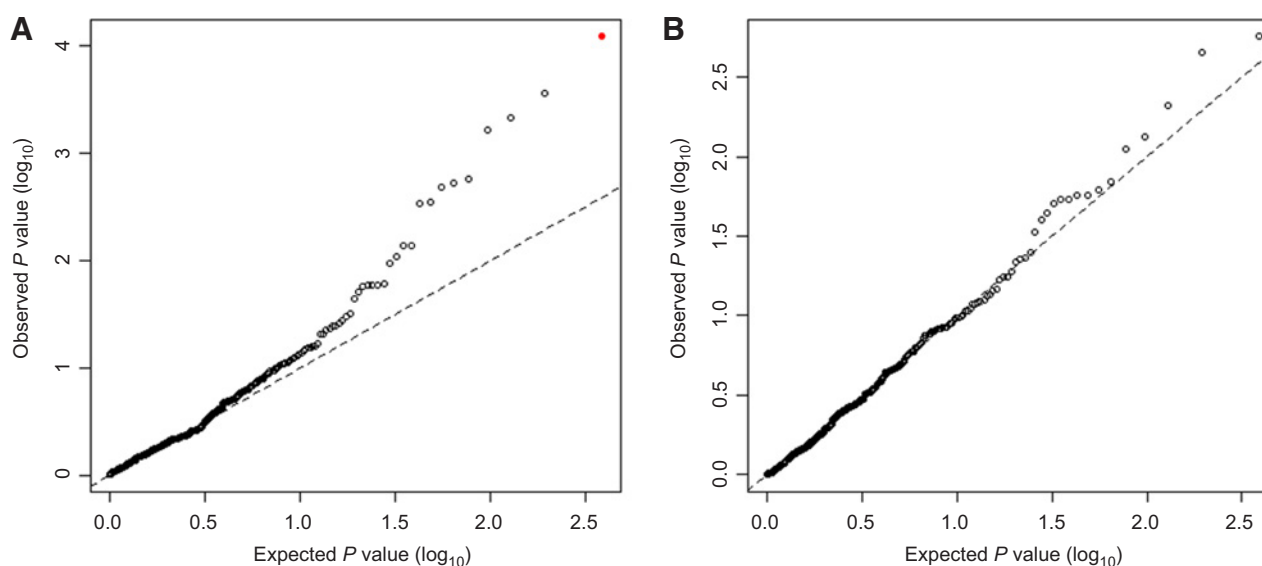 A
4
3
2
1
0
Observed P value (log10)
0.0 0.5 1.0 1.5 2.0 2.5
Expected P value (log10)
B
2.5
2.0
1.5
1.0
0.5
0.0
Observed P value (log10)
0.0 0.5 1.0 1.5 2.0 2.5
Expected P value (log10)